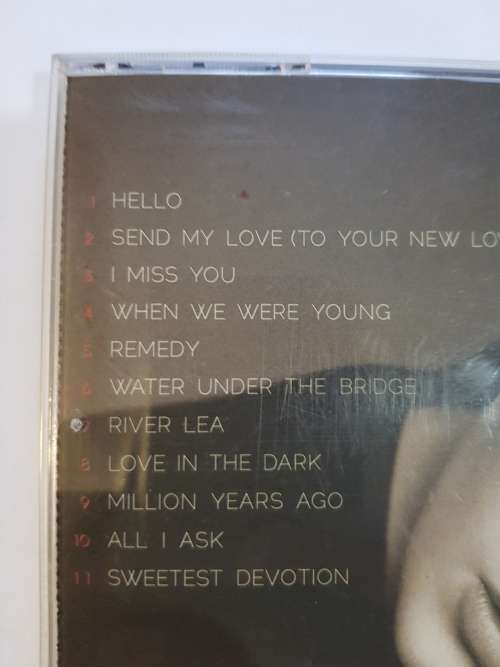 1 HELLO
2 SEND MY LOVE (TO YOUR NEW LO
3 I MISS YOU
4 WHEN WE WERE YOUNG
5 REMEDY
6 WATER UNDER THE BRIDGE
7 RIVER LEA
8 LOVE IN THE DARK
9 MILLION YEARS AGO
10 ALL I ASK
11 SWEETEST DEVOTION